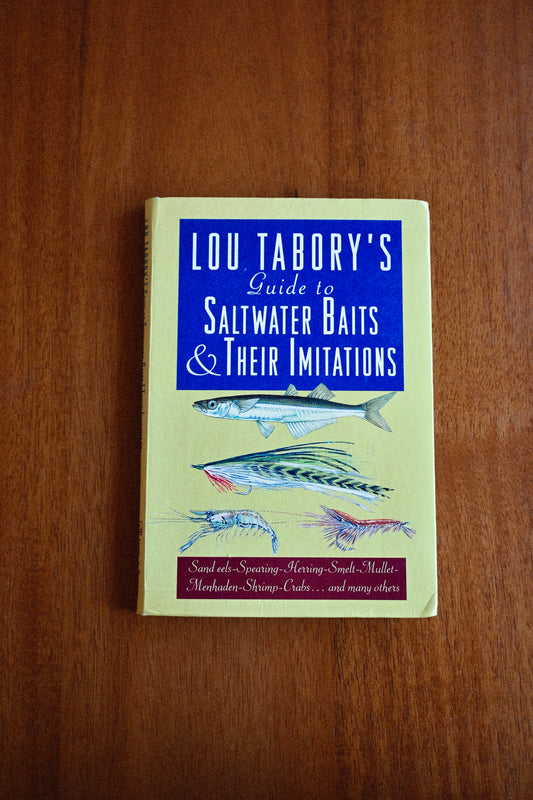 LOU TABORY'S
Guide to
SALTWATER BAITS
& THEIR IMITATIONS
Sand eels-Spearing-Herring-Smelt-Mullet-
Menhaden-Shrimp-Crabs... and many others